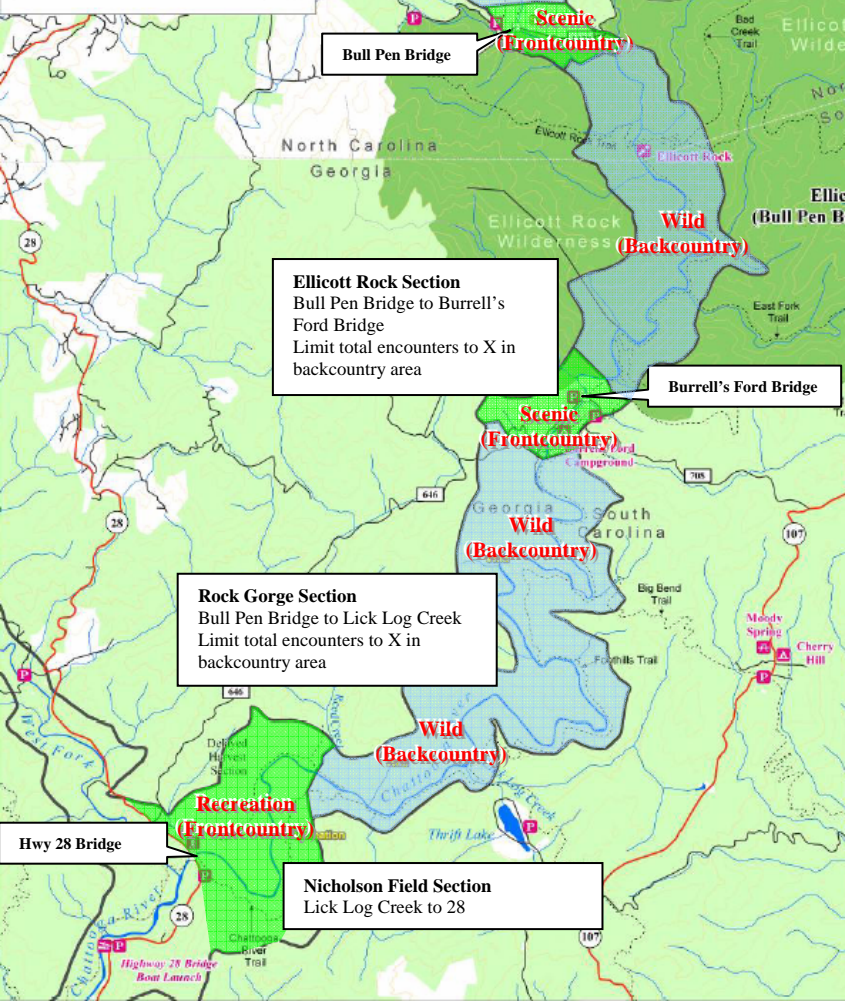 Scenic
(Frontcountry)
Bull Pen Bridge
Bad
Creek
Trail
Ellicott
Wilde
North Carolina
Georgia
Ellicott Rock Trail
Ellicott Rock
28
Ellicott Rock
Wilderness
Wild
(Backcountry)
Ellic
(Bull Pen B
Ellicott Rock Section
Bull Pen Bridge to Burrell's
Ford Bridge
Limit total encounters to X in
backcountry area
East Fork
Trail
Burrell's Ford Bridge
Scenic
(Frontcountry)
Campground
708
646
28
Georgia
South
Carolina
107
Wild
(Backcountry)
Rock Gorge Section
Bull Pen Bridge to Lick Log Creek
Limit total encounters to X in
backcountry area
Big Bend
Trail
Moody
Spring
Cherry
Hill
Foothills Trail
646
West Fork
Delayed
Harvest
Section
Wild
(Backcountry)
Recreation
(Frontcountry)
Thrift Lake
Hwy 28 Bridge
Nicholson Field Section
Lick Log Creek to 28
28
Chattooga River
Chattooga
River
Trail
107
Highway 28 Bridge
Boat Launch